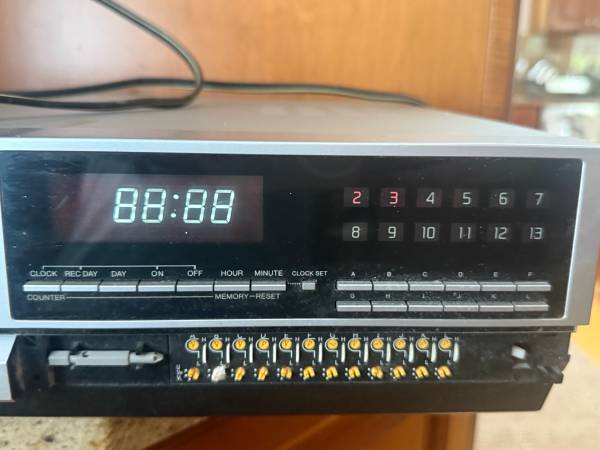 88:88
2 3 4 5 6 7
8 9 10 11 12 13
CLOCK REC DAY DAY ON OFF HOUR MINUTE CLOCK SET
COUNTER MEMORY–RESET
A B C D E F
G H I J K L